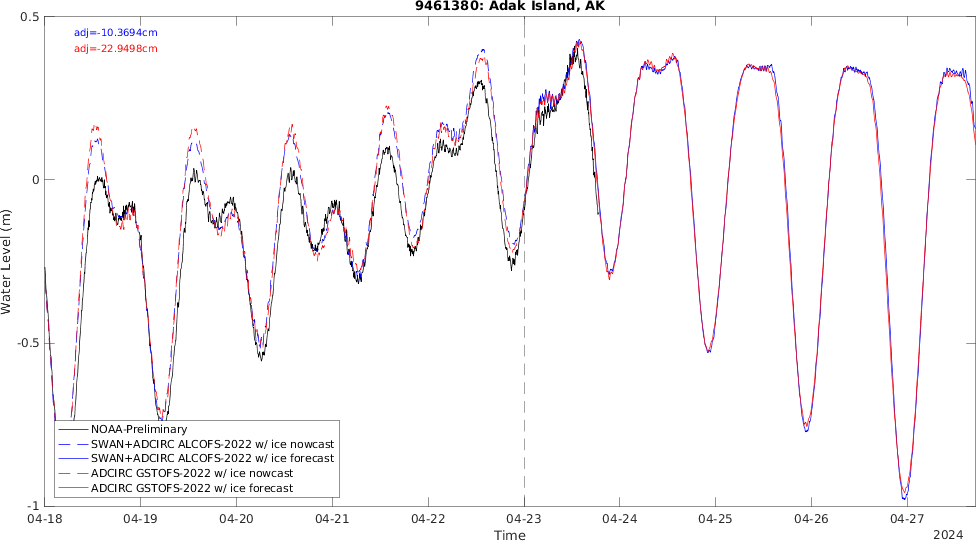 9461380: Adak Island, AK
adj=-10.3694cm
adj=-22.9498cm
Water Level (m)
0.5
0
-0.5
-1
NOAA-Preliminary
SWAN+ADCIRC ALCOFS-2022 w/ ice nowcast
SWAN+ADCIRC ALCOFS-2022 w/ ice forecast
ADCIRC GSTOFS-2022 w/ ice nowcast
ADCIRC GSTOFS-2022 w/ ice forecast
04-18 04-19 04-20 04-21 04-22 04-23 04-24 04-25 04-26 04-27
Time
2024